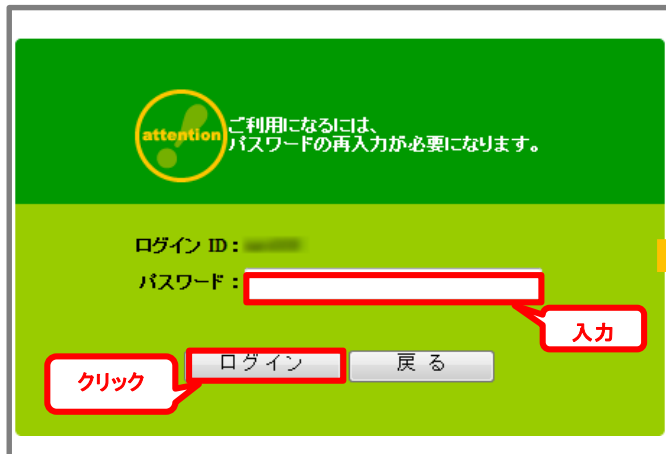 attention
ご利用になるには、
パスワードの再入力が必要になります。
ログイン ID：
パスワード：
入力
ログイン
戻る
クリック